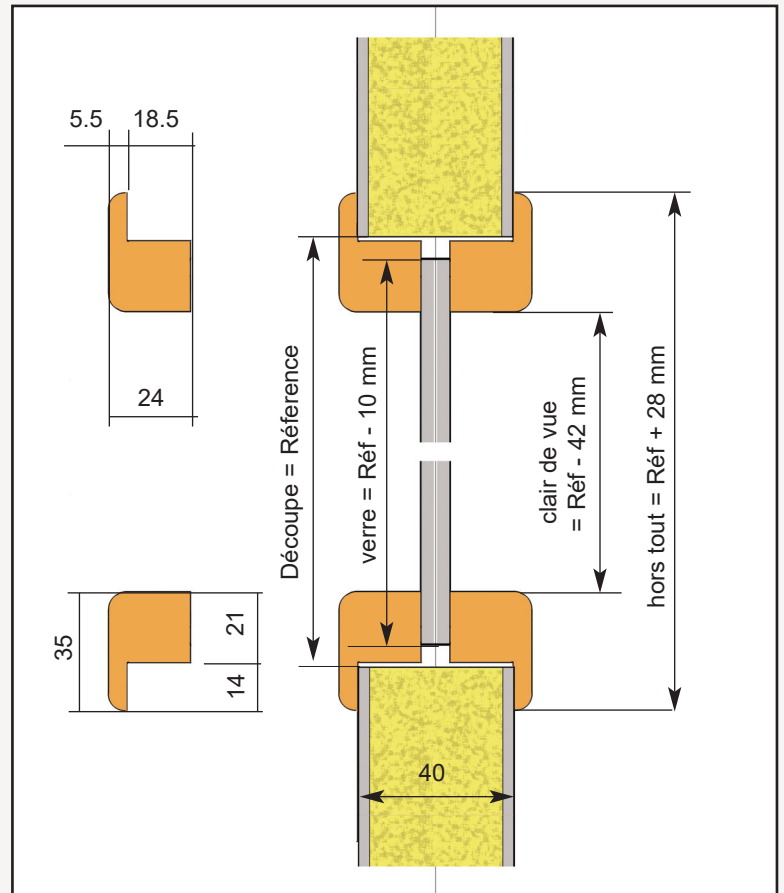 5.5 18.5
24
Découpe = Réference
verre = Réf - 10 mm
clair de vue
= Réf - 42 mm
hors tout = Réf + 28 mm
35
21
14
40